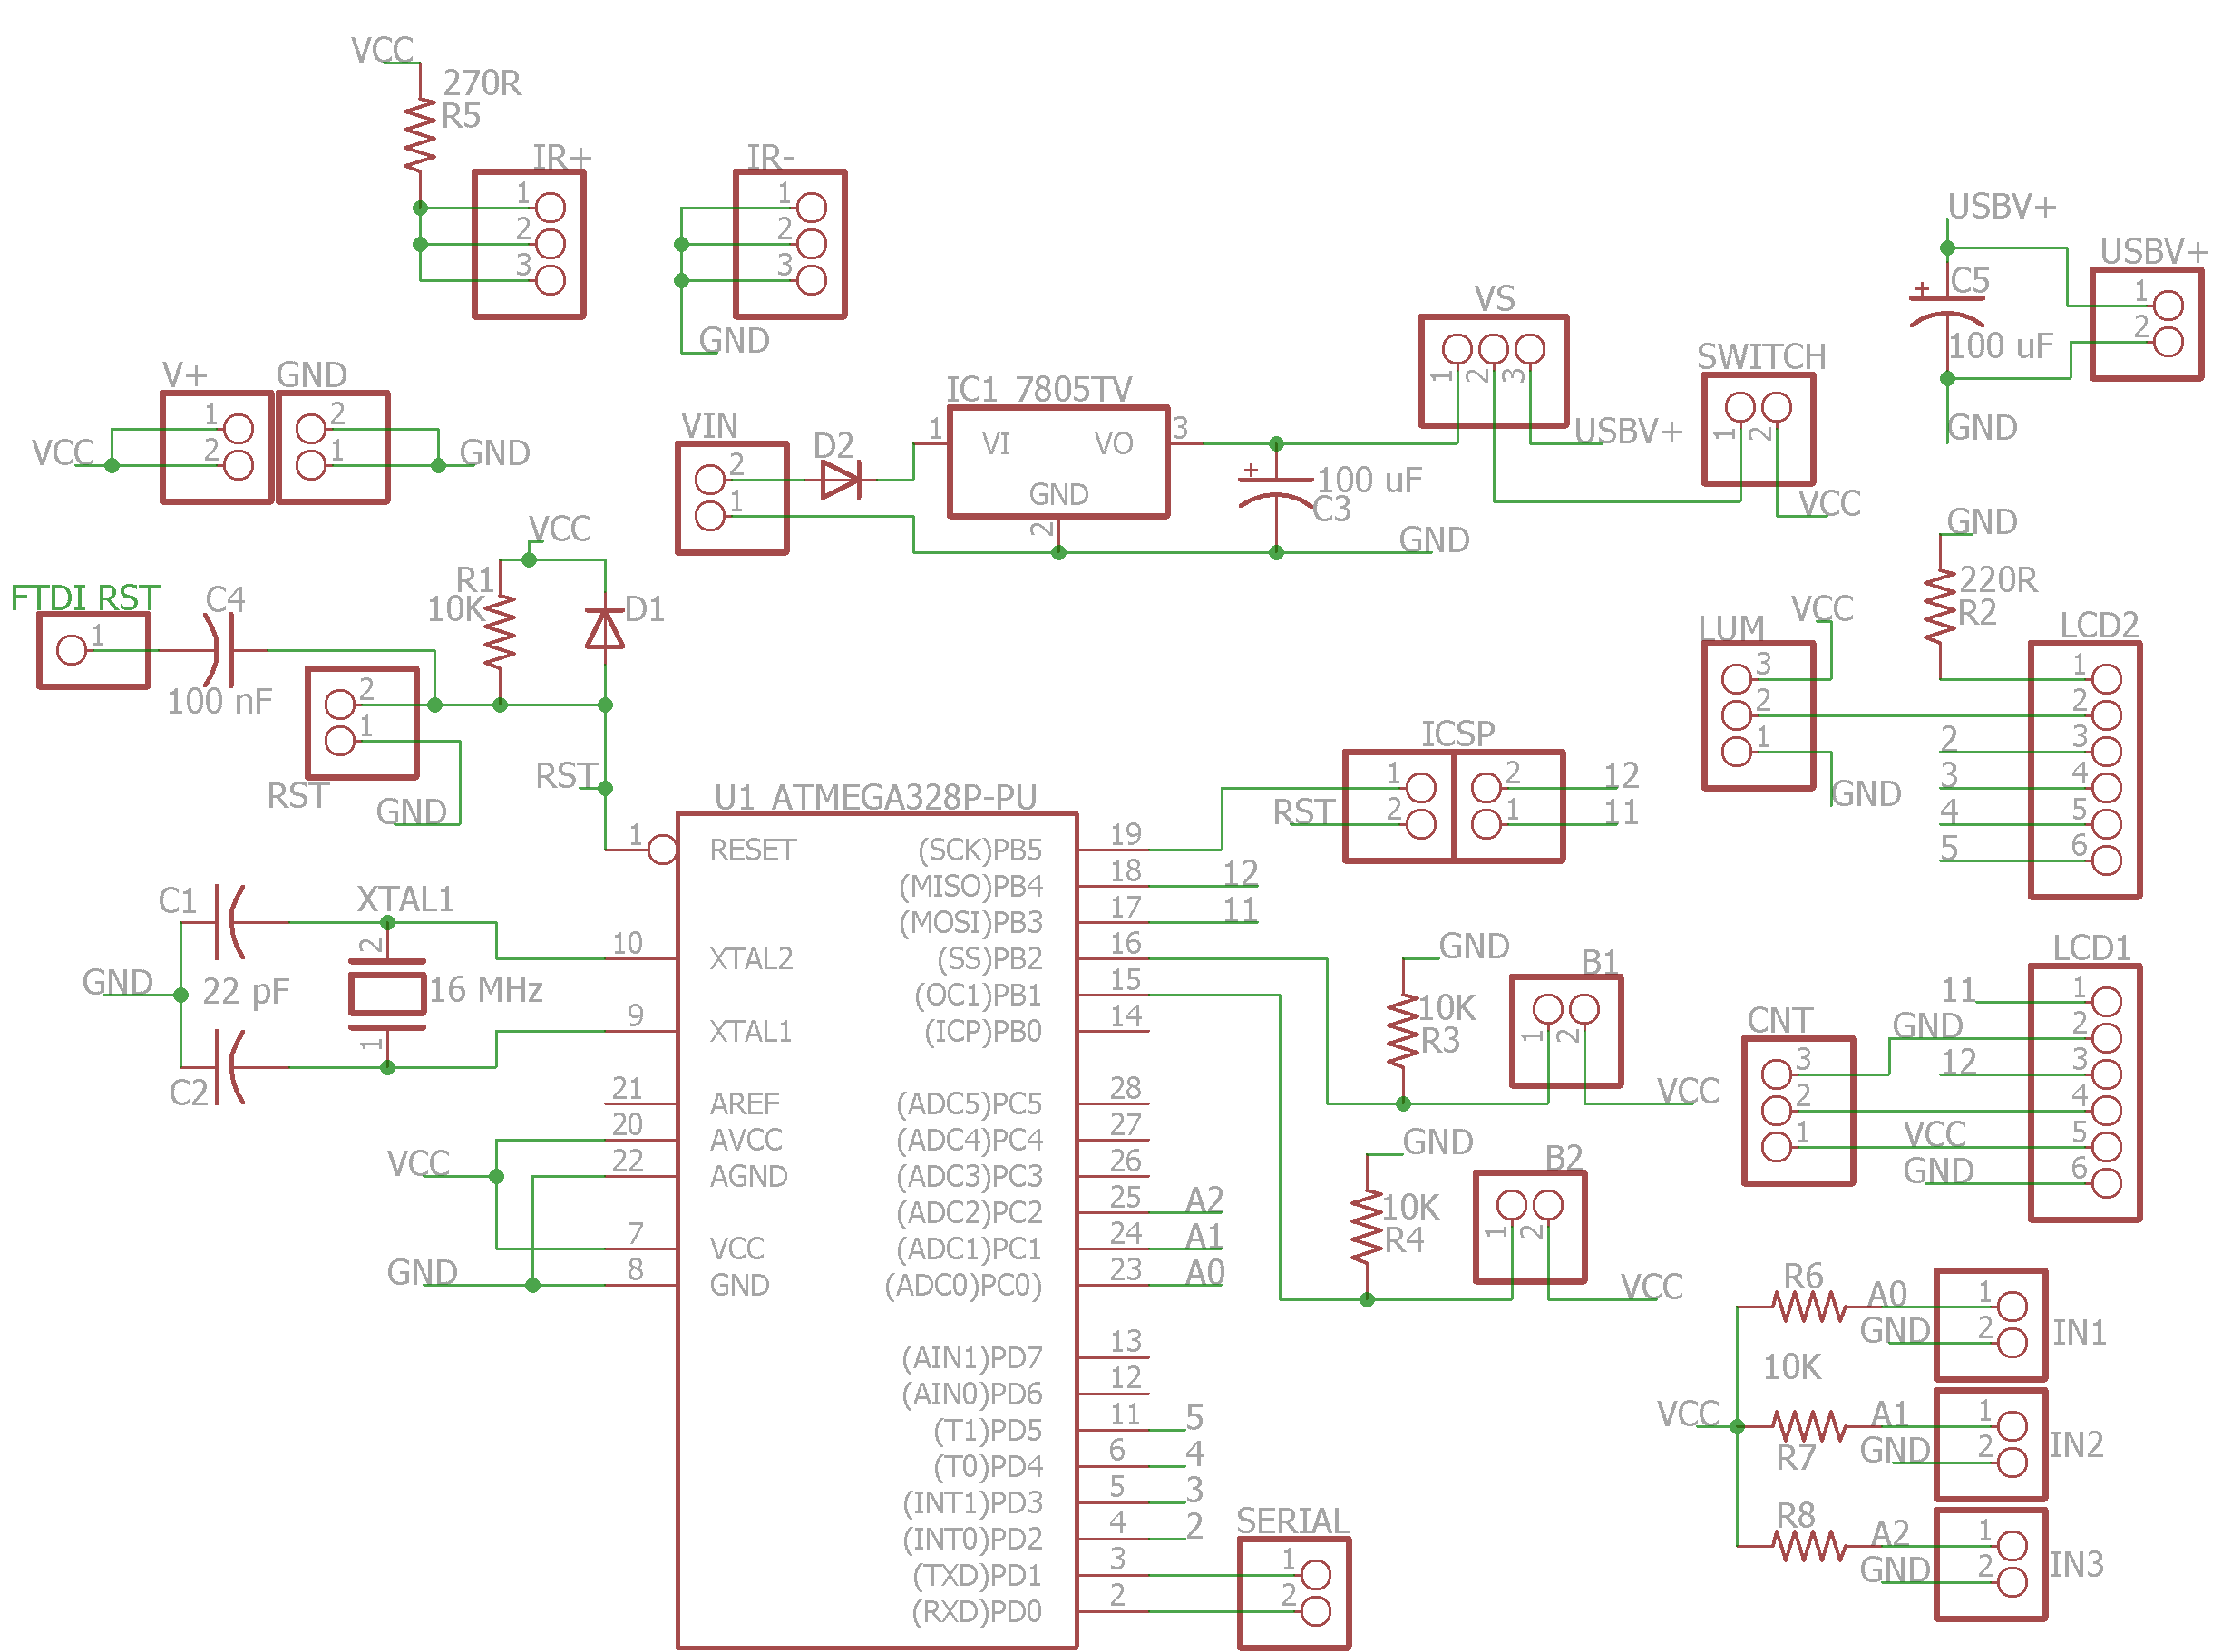 VCC
270R
R5
IR+
1
2
3
IR-
1
2
3
GND
USBV+
C5
+
100 uF
GND
USBV+
1
2
V+
1
2
VCC
GND
2
1
GND
VIN
2
1
D2
IC1 7805TV
1
VI
VO
3
GND
2
+
100 uF
C3
GND
VS
1
2
3
USBV+
SWITCH
1
2
VCC
FTDI RST
1
C4
100 nF
R1
10K
VCC
D1
2
1
RST
GND
RST
GND
220R
R2
LUM
3
2
1
VCC
GND
LCD2
1
2
2 3
3 4
4 5
5 6
ICSP
1
2
RST
2
1
12
11
U1 ATMEGA328P-PU
1
RESET
(SCK)PB5 19
(MISO)PB4 18 12
(MOSI)PB3 17 11
10 XTAL2
(SS)PB2 16
(OC1)PB1 15
9 XTAL1
(ICP)PB0 14
21 AREF
(ADC5)PC5 28
20 AVCC
(ADC4)PC4 27
22 AGND
(ADC3)PC3 26
(ADC2)PC2 25 A2
7 VCC
(ADC1)PC1 24 A1
8 GND
(ADC0)PC0) 23 A0
(AIN1)PD7 13
(AIN0)PD6 12
(T1)PD5 11 5
(T0)PD4 6 4
(INT1)PD3 5 3
(INT0)PD2 4 2
(TXD)PD1 3
(RXD)PD0 2
C1
XTAL1
2
GND
22 pF
16 MHz
1
C2
VCC
GND
GND
10K
R3
B1
1
2
VCC
GND
10K
R4
B2
1
2
VCC
CNT
3
2
1
LCD1
11 1
GND 2
12 3
4
VCC 5
GND 6
SERIAL
1
2
R6
A0 1
GND 2
IN1
10K
VCC
R7
A1 1
GND 2
IN2
R8
A2 1
GND 2
IN3